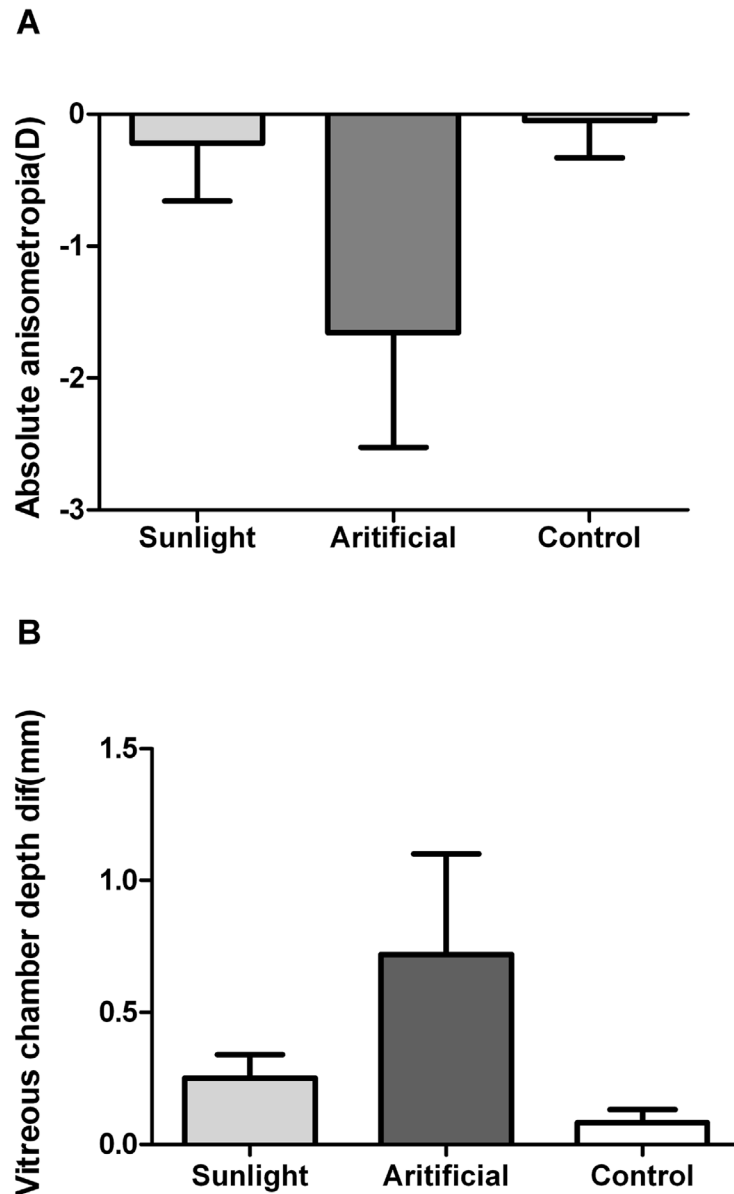 A
Absolute anisometropia(D)
0
-1
-2
-3
Sunlight Aritificial Control
B
Vitreous chamber depth dif(mm)
1.5
1.0
0.5
0.0
Sunlight Aritificial Control